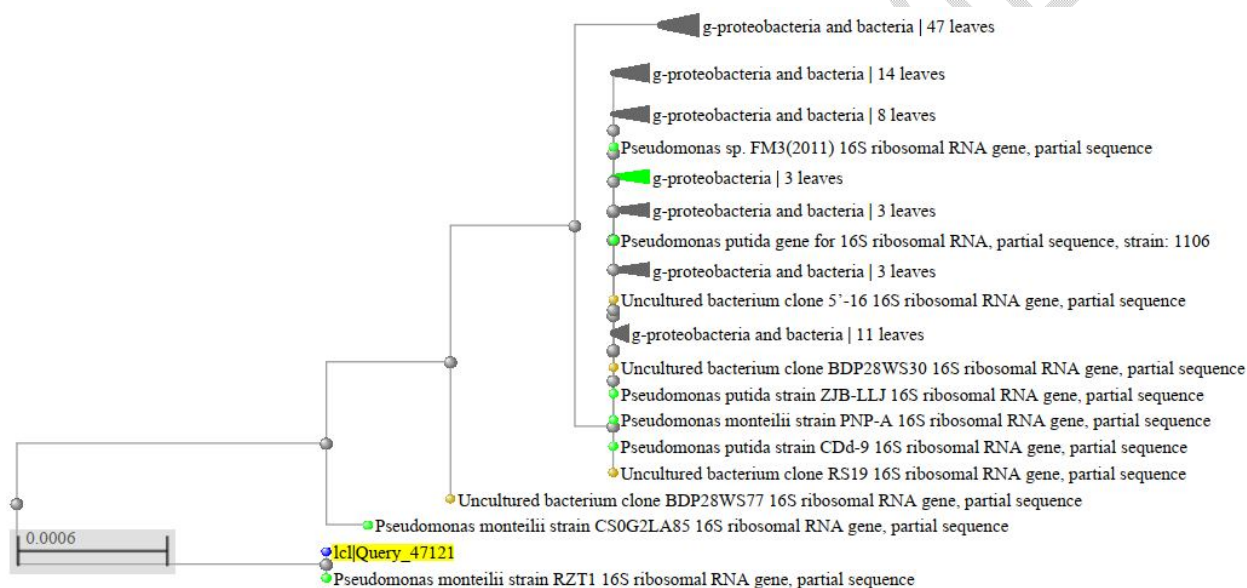 g-proteobacteria and bacteria | 47 leaves
g-proteobacteria and bacteria | 14 leaves
g-proteobacteria and bacteria | 8 leaves
Pseudomonas sp. FM3(2011) 16S ribosomal RNA gene, partial sequence
g-proteobacteria | 3 leaves
g-proteobacteria and bacteria | 3 leaves
Pseudomonas putida gene for 16S ribosomal RNA, partial sequence, strain: 1106
g-proteobacteria and bacteria | 3 leaves
Uncultured bacterium clone 5’-16 16S ribosomal RNA gene, partial sequence
g-proteobacteria and bacteria | 11 leaves
Uncultured bacterium clone BDP28WS30 16S ribosomal RNA gene, partial sequence
Pseudomonas putida strain ZJB-LLJ 16S ribosomal RNA gene, partial sequence
Pseudomonas monteilii strain PNP-A 16S ribosomal RNA gene, partial sequence
Pseudomonas putida strain CDd-9 16S ribosomal RNA gene, partial sequence
Uncultured bacterium clone RS19 16S ribosomal RNA gene, partial sequence
Uncultured bacterium clone BDP28WS77 16S ribosomal RNA gene, partial sequence
Pseudomonas monteilii strain CS0G2LA85 16S ribosomal RNA gene, partial sequence
0.0006
lcl|Query_47121
Pseudomonas monteilii strain RZT1 16S ribosomal RNA gene, partial sequence